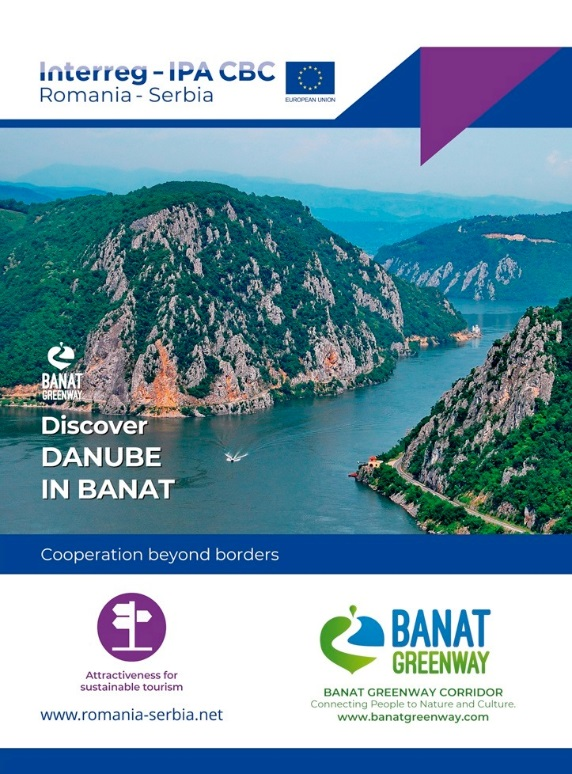 Interreg - IPA CBC
Romania - Serbia
EUROPEAN UNION
BANAT
GREENWAY
Discover
DANUBE
IN BANAT
Cooperation beyond borders
Attractiveness for
sustainable tourism
www.romania-serbia.net
BANAT
GREENWAY
BANAT GREENWAY CORRIDOR
Connecting People to Nature and Culture.
www.banatgreenway.com